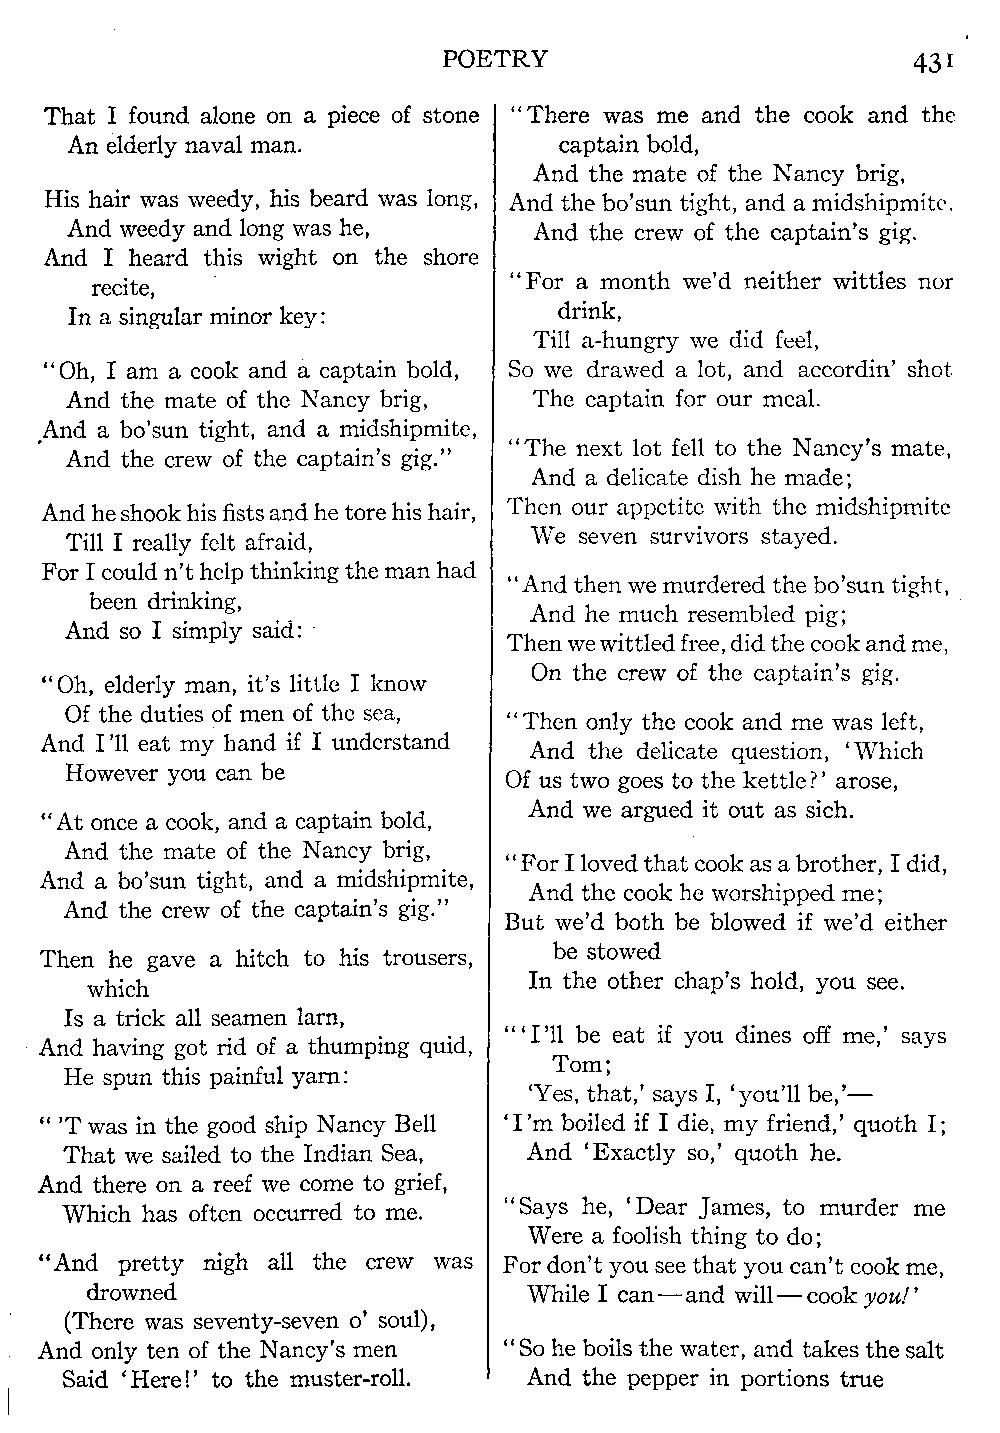 POETRY 431
That I found alone on a piece of stone
An elderly naval man.
His hair was weedy, his beard was long,
And weedy and long was he,
And I heard this wight on the shore
recite,
In a singular minor key:
“Oh, I am a cook and a captain bold,
And the mate of the Nancy brig,
And a bo’sun tight, and a midshipmite,
And the crew of the captain’s gig.”
And he shook his fists and he tore his hair,
Till I really felt afraid,
For I could n’t help thinking the man had
been drinking,
And so I simply said:
“Oh, elderly man, it’s little I know
Of the duties of men of the sea,
And I’ll eat my hand if I understand
However you can be
“At once a cook, and a captain bold,
And the mate of the Nancy brig,
And a bo’sun tight, and a midshipmite,
And the crew of the captain’s gig.”
Then he gave a hitch to his trousers,
which
Is a trick all seamen larn,
And having got rid of a thumping quid,
He spun this painful yarn:
“ ’T was in the good ship Nancy Bell
That we sailed to the Indian Sea,
And there on a reef we come to grief,
Which has often occurred to me.
“And pretty nigh all the crew was
drowned
(There was seventy-seven o’ soul),
And only ten of the Nancy’s men
Said ‘Here!’ to the muster-roll.
“There was me and the cook and the
captain bold,
And the mate of the Nancy brig,
And the bo’sun tight, and a midshipmite,
And the crew of the captain’s gig.
“For a month we’d neither wittles nor
drink,
Till a-hungry we did feel,
So we drawed a lot, and accordin’ shot
The captain for our meal.
“The next lot fell to the Nancy’s mate,
And a delicate dish he made;
Then our appetite with the midshipmite
We seven survivors stayed.
“And then we murdered the bo’sun tight,
And he much resembled pig;
Then we wittled free, did the cook and me,
On the crew of the captain’s gig.
“Then only the cook and me was left,
And the delicate question, ‘Which
Of us two goes to the kettle?’ arose,
And we argued it out as sich.
“For I loved that cook as a brother, I did,
And the cook he worshipped me;
But we’d both be blowed if we’d either
be stowed
In the other chap’s hold, you see.
“‘I’ll be eat if you dines off me,’ says
Tom;
‘Yes, that,’ says I, ‘you’ll be,’—
‘I’m boiled if I die, my friend,’ quoth I;
And ‘Exactly so,’ quoth he.
“Says he, ‘Dear James, to murder me
Were a foolish thing to do;
For don’t you see that you can’t cook me,
While I can—and will—cook you!’
“So he boils the water, and takes the salt
And the pepper in portions true